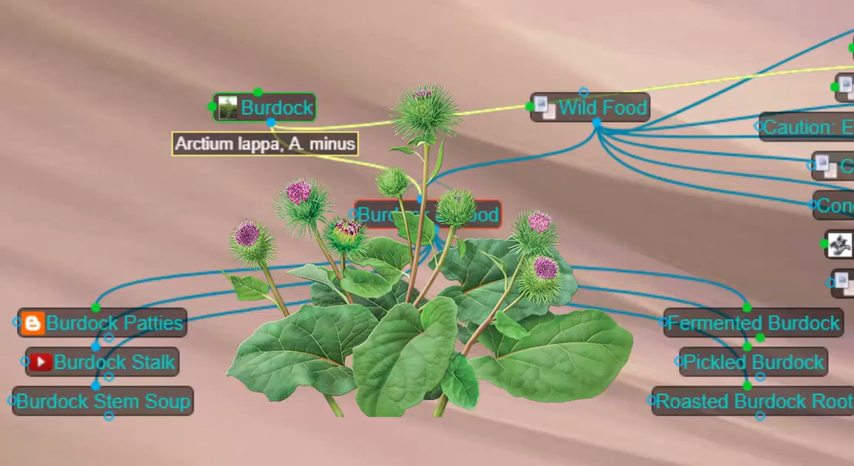 Burdock
Wild Food
Caution: E
Arctium lappa, A. minus
Burdock Patties
Fermented Burdock
Burdock Stalk
Pickled Burdock
Burdock Stem Soup
Roasted Burdock Root